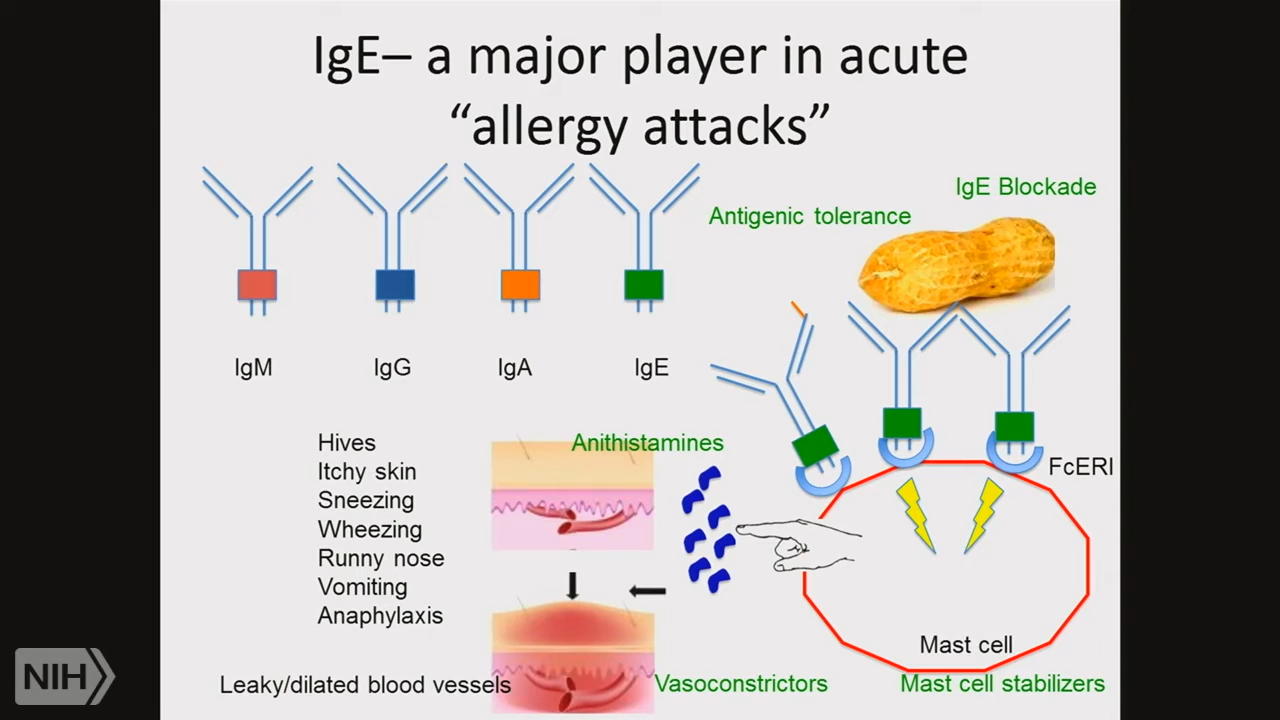 IgE– a major player in acute
“allergy attacks”
IgE Blockade
Antigenic tolerance
IgM
IgG
IgA
IgE
Hives
Itchy skin
Sneezing
Wheezing
Runny nose
Vomiting
Anaphylaxis
Anithistamines
FcERI
Mast cell
Leaky/dilated blood vessels
Vasoconstrictors
Mast cell stabilizers
NIH